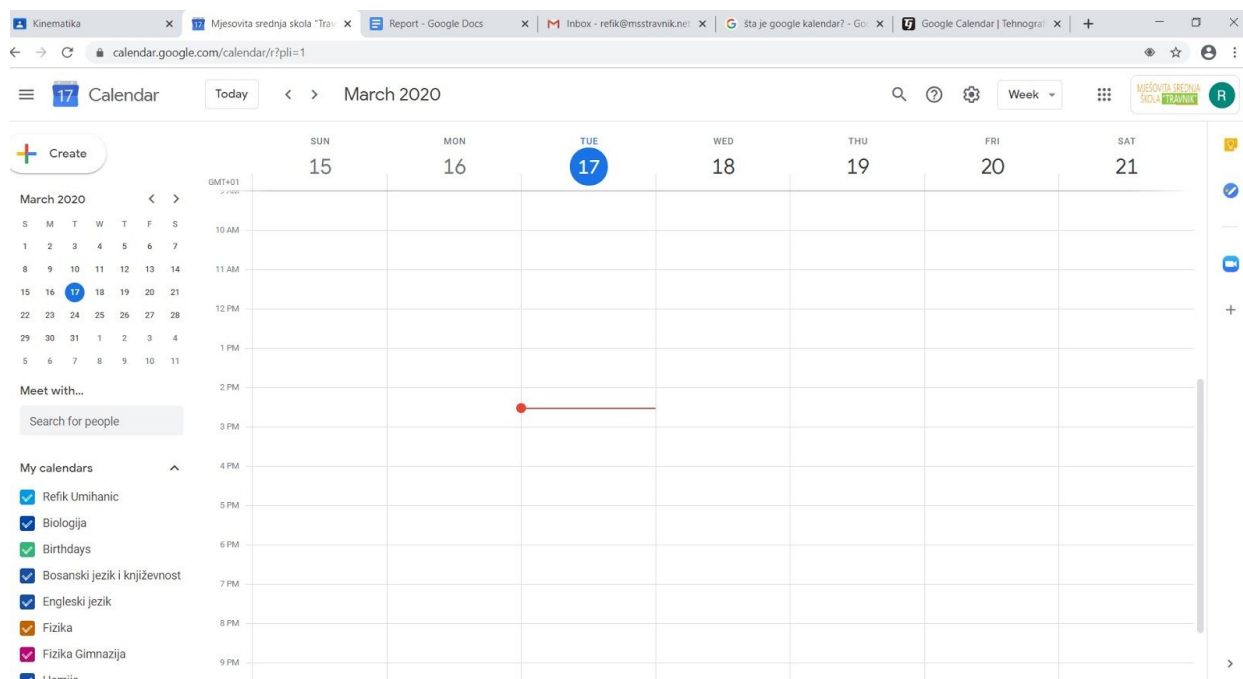 Kinematika
Mjesovita srednja skola "Trav
Report - Google Docs
Inbox - refik@msstravnik.net
šta je google kalendar? - Go
Google Calendar | Tehnograf
calendar.google.com/calendar/r?pli=1
17 Calendar
Today
March 2020
Week
MJEŠOVITA SREDNJA
ŠKOLA TRAVNIK
R
Create
SUN MON TUE WED THU FRI SAT
15 16 17 18 19 20 21
GMT+01
March 2020
S M T W T F S
1 2 3 4 5 6 7
8 9 10 11 12 13 14
15 16 17 18 19 20 21
22 23 24 25 26 27 28
29 30 31 1 2 3 4
5 6 7 8 9 10 11
Meet with...
Search for people
My calendars
Refik Umihanic
Biologija
Birthdays
Bosanski jezik i književnost
Engleski jezik
Fizika
Fizika Gimnazija
10 AM
11 AM
12 PM
1 PM
2 PM
3 PM
4 PM
5 PM
6 PM
7 PM
8 PM
9 PM